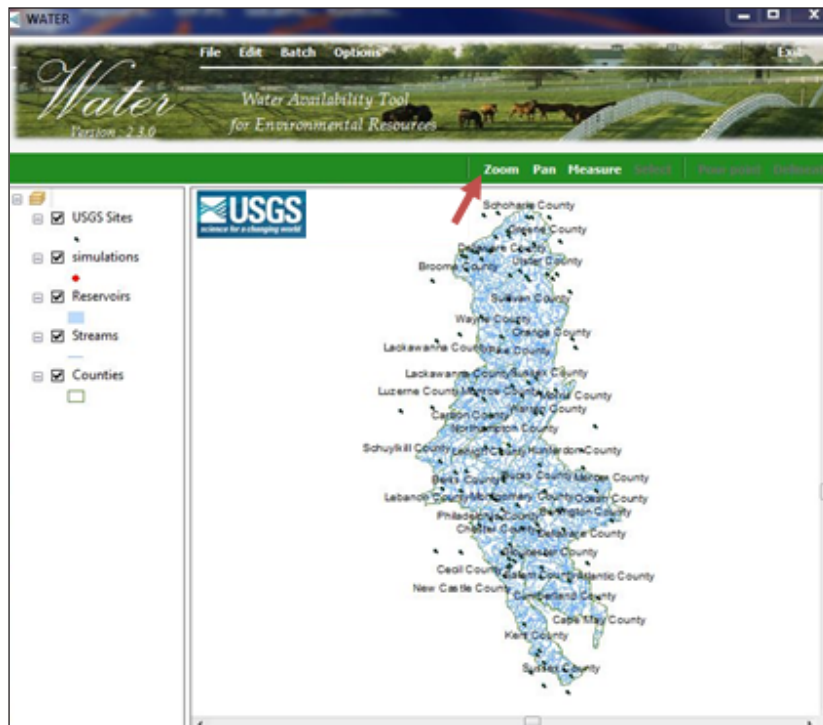 WATER
File Edit Batch Options Exit
Water
Version : 2.3.0
Water Availability Tool
for Environmental Resources
Zoom Pan Measure Select Pour point Delineat
USGS Sites
simulations
Reservoirs
Streams
Counties
USGS
science for a changing world
Schoharie County
Greene County
Delaware County
Broome County Ulster County
Sullivan County
Wayne County
Orange County
Lackawanna County Pike County
Lackawanna County Sussex County
Luzerne County Monroe County Morris County
Carbon County Warren County
Northampton County
Schuylkill County Lehigh County Hunterdon County
Berks County Bucks County Mercer County
Lebanon County Montgomery County Ocean County
Philadelphia County Burlington County
Chester County Delaware County
Gloucester County
Cecil County Salem County Atlantic County
New Castle County Cumberland County
Cape May County
Kent County
Sussex County